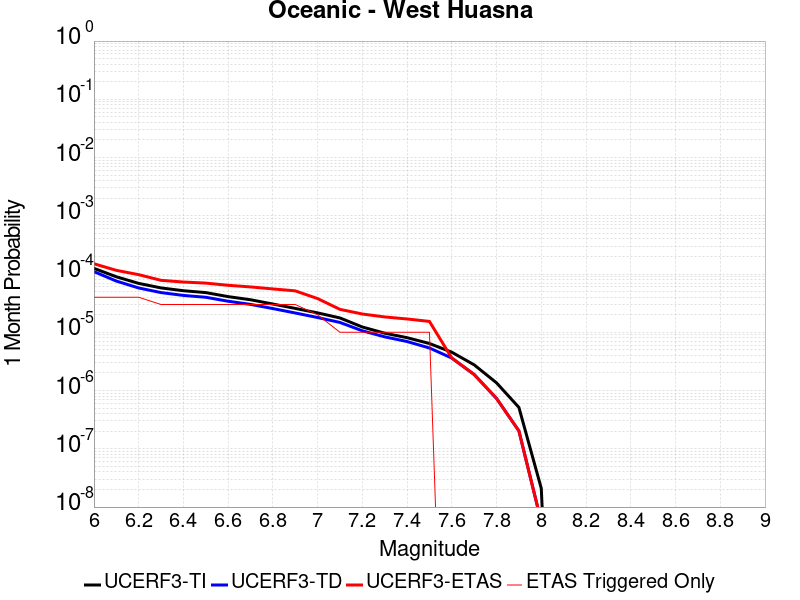 Oceanic - West Huasna
10^0
10^-1
10^-2
10^-3
10^-4
10^-5
10^-6
10^-7
10^-8
1 Month Probability
6 6.2 6.4 6.6 6.8 7 7.2 7.4 7.6 7.8 8 8.2 8.4 8.6 8.8 9
Magnitude
UCERF3-TI UCERF3-TD UCERF3-ETAS ETAS Triggered Only